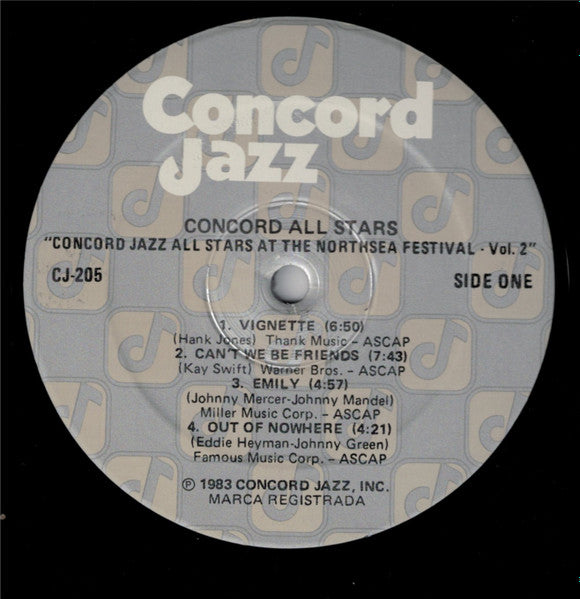 Concord
Jazz
CONCORD ALL STARS
"CONCORD JAZZ ALL STARS AT THE NORTHSEA FESTIVAL - Vol. 2"
CJ-205
SIDE ONE
1. VIGNETTE (6:50)
(Hank Jones) Thank Music – ASCAP
2. CAN'T WE BE FRIENDS (7:43)
(Kay Swift) Warner Bros. – ASCAP
3. EMILY (4:57)
(Johnny Mercer-Johnny Mandel)
Miller Music Corp. – ASCAP
4. OUT OF NOWHERE (4:21)
(Eddie Heyman-Johnny Green)
Famous Music Corp. – ASCAP
℗ 1983 CONCORD JAZZ, INC.
MARCA REGISTRADA